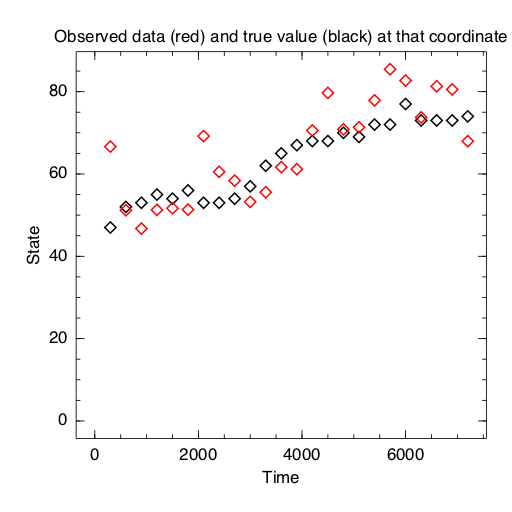 Observed data (red) and true value (black) at that coordinate
80
60
40
20
0
State
0 2000 4000 6000
Time